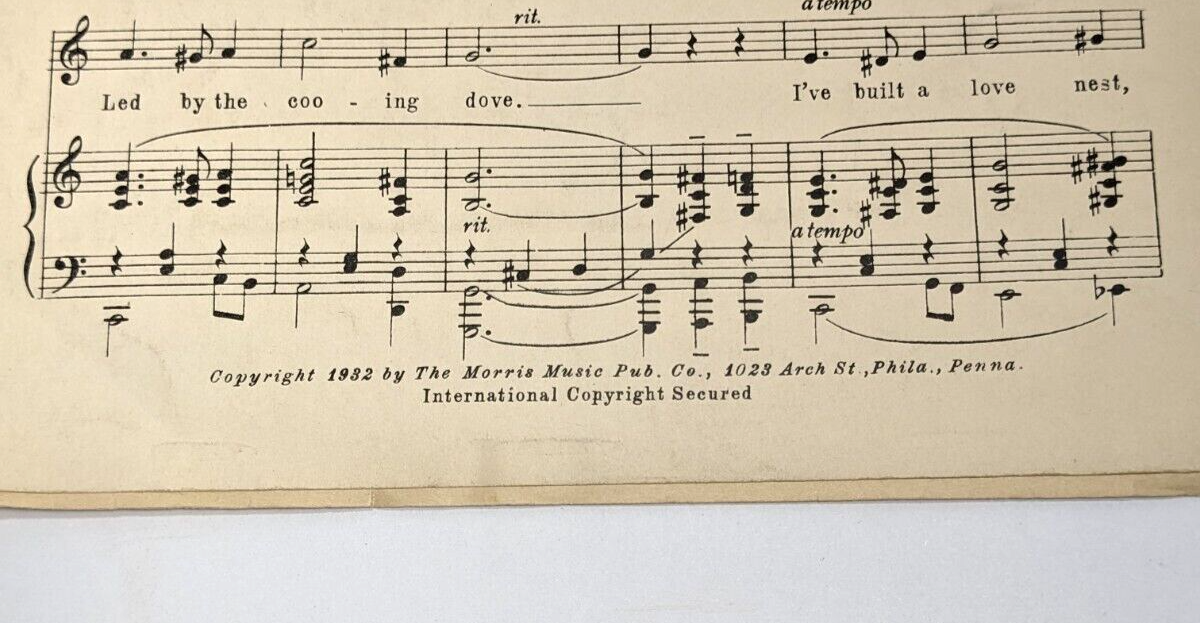 rit.
a tempo
Led by the coo - ing dove. I've built a love nest,
rit.
a tempo
Copyright 1932 by The Morris Music Pub. Co., 1023 Arch St., Phila., Penna.
International Copyright Secured